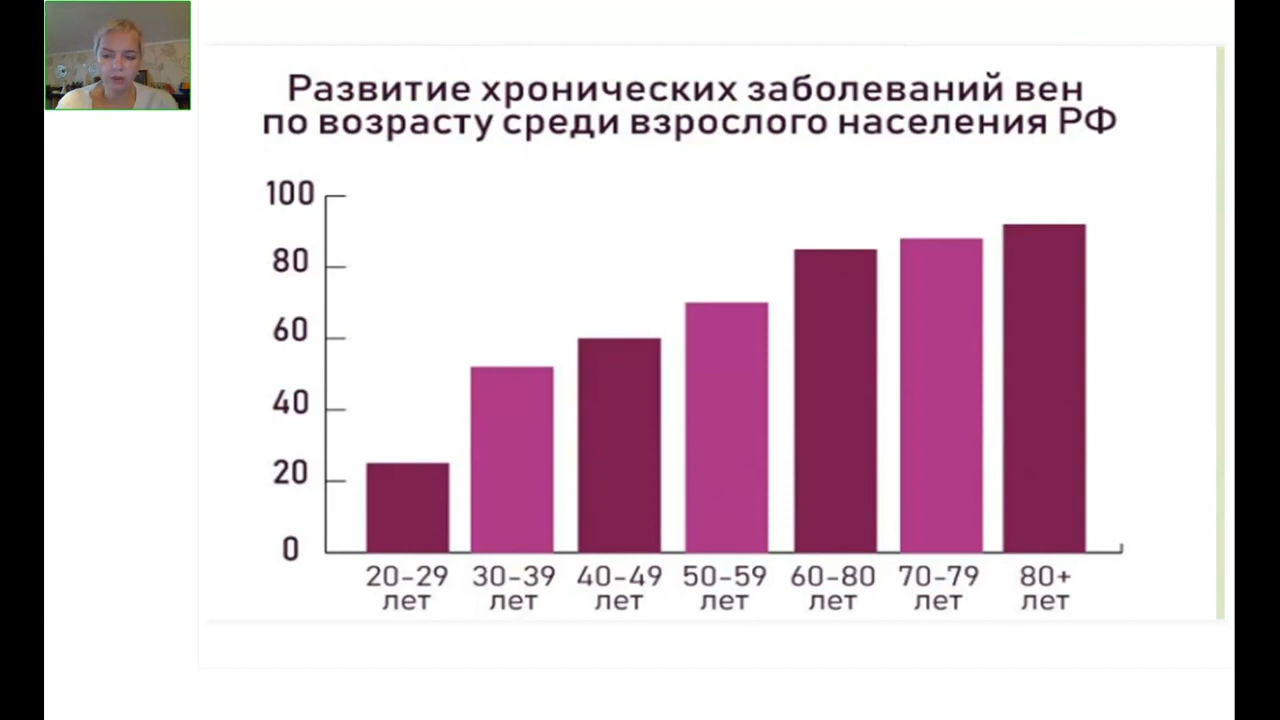 Развитие хронических заболеваний вен
по возрасту среди взрослого населения РФ
100
80
60
40
20
0
20-29 30-39 40-49 50-59 60-80 70-79 80+
лет лет лет лет лет лет лет